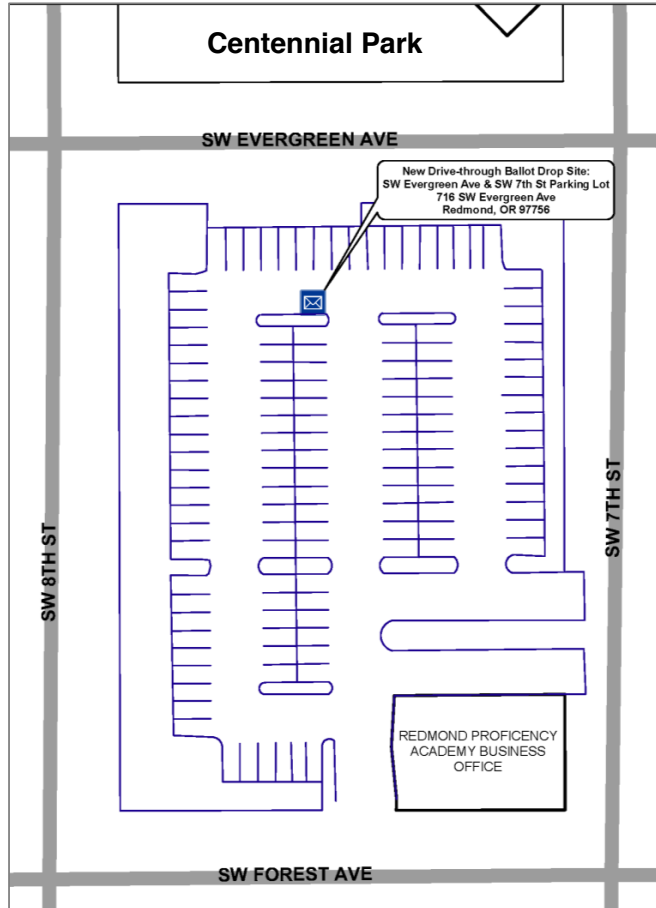 Centennial Park
SW EVERGREEN AVE
New Drive-through Ballot Drop Site:
SW Evergreen Ave & SW 7th St Parking Lot
716 SW Evergreen Ave
Redmond, OR 97756
SW 8TH ST
SW 7TH ST
REDMOND PROFICENCY
ACADEMY BUSINESS
OFFICE
SW FOREST AVE